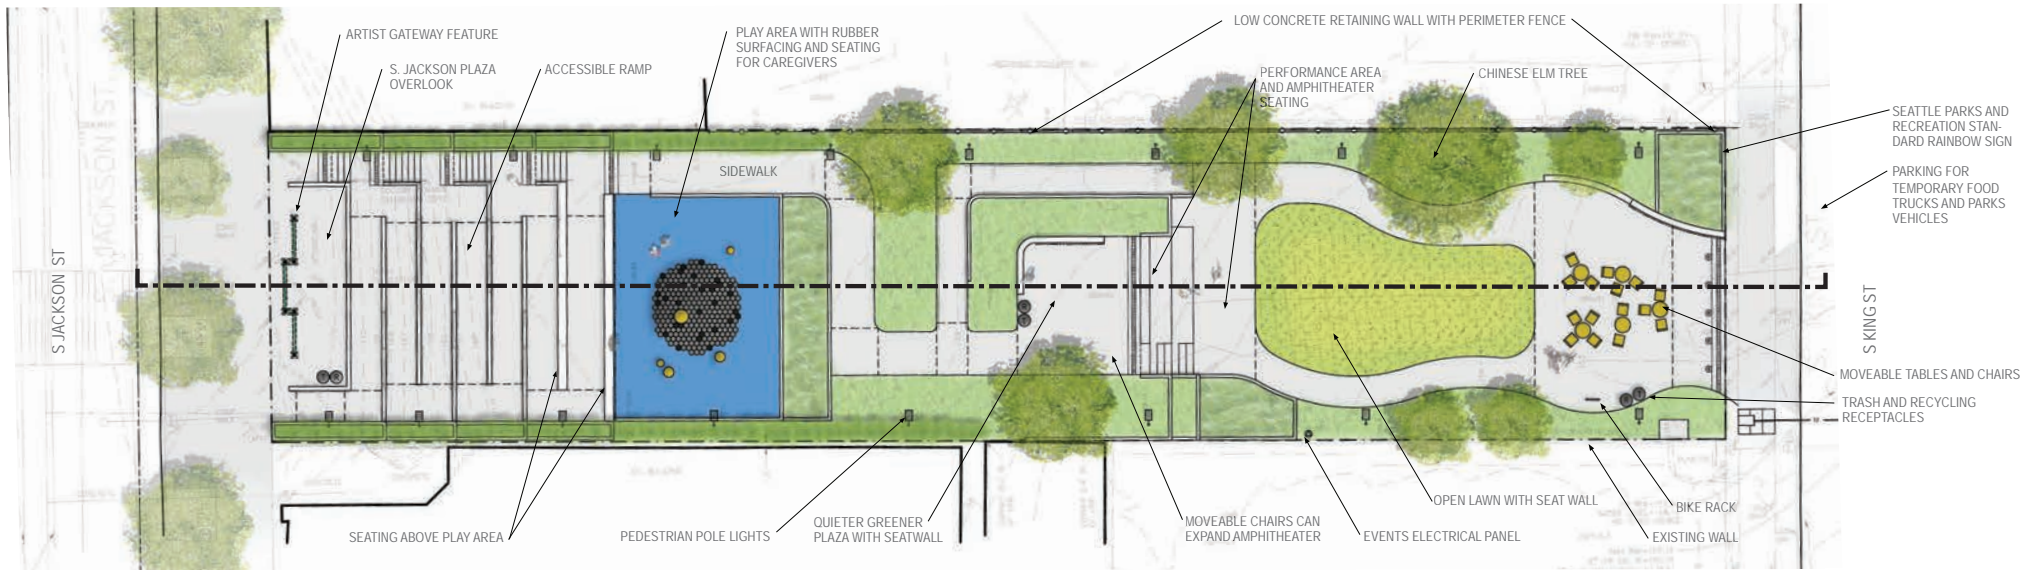 ARTIST GATEWAY FEATURE
S. JACKSON PLAZA
OVERLOOK
ACCESSIBLE RAMP
PLAY AREA WITH RUBBER
SURFACING AND SEATING
FOR CAREGIVERS
LOW CONCRETE RETAINING WALL WITH PERIMETER FENCE
PERFORMANCE AREA
AND AMPHITHEATER
SEATING
CHINESE ELM TREE
SEATTLE PARKS AND
RECREATION STAN-
DARD RAINBOW SIGN
PARKING FOR
TEMPORARY FOOD
TRUCKS AND PARKS
VEHICLES
SIDEWALK
JACKSON ST
S JACKSON ST
S KING ST
MOVEABLE TABLES AND CHAIRS
TRASH AND RECYCLING
RECEPTACLES
SEATING ABOVE PLAY AREA
PEDESTRIAN POLE LIGHTS
QUIETER GREENER
PLAZA WITH SEATWALL
MOVEABLE CHAIRS CAN
EXPAND AMPHITHEATER
EVENTS ELECTRICAL PANEL
OPEN LAWN WITH SEAT WALL
BIKE RACK
EXISTING WALL